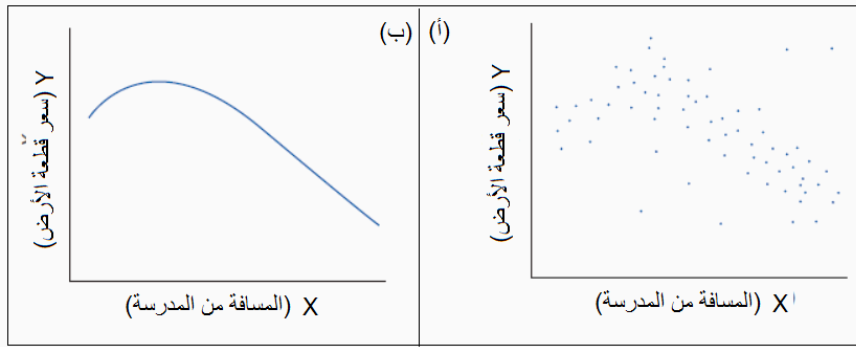 (أ)
Y (سعر قطعة الأرض)
X (المسافة من المدرسة)
(ب)
Y (سعر قطعة الأرض)
X (المسافة من المدرسة)